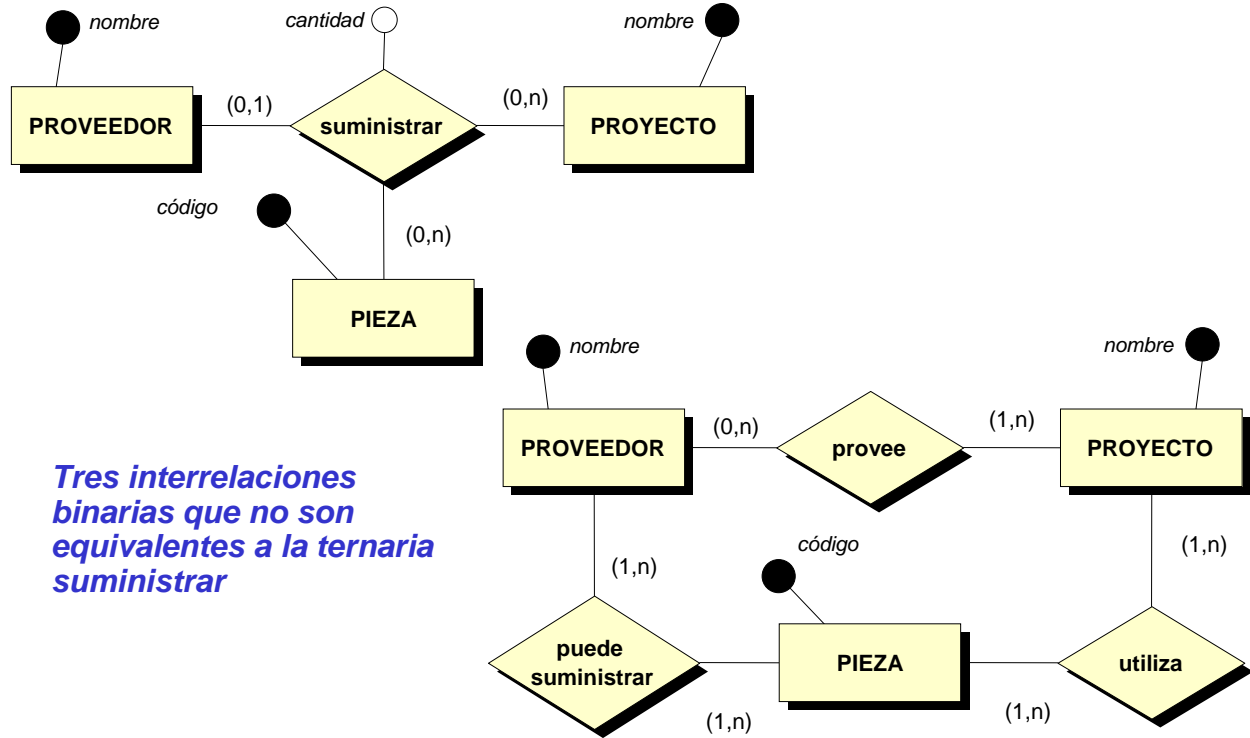 nombre
cantidad
nombre
PROVEEDOR
(0,1)
suministrar
(0,n)
PROYECTO
código
(0,n)
PIEZA
nombre
nombre
PROVEEDOR
(0,n)
provee
(1,n)
PROYECTO
Tres interrelaciones
binarias que no son
equivalentes a la ternaria
suministrar
(1,n)
código
(1,n)
puede
suministrar
PIEZA
utiliza
(1,n)
(1,n)